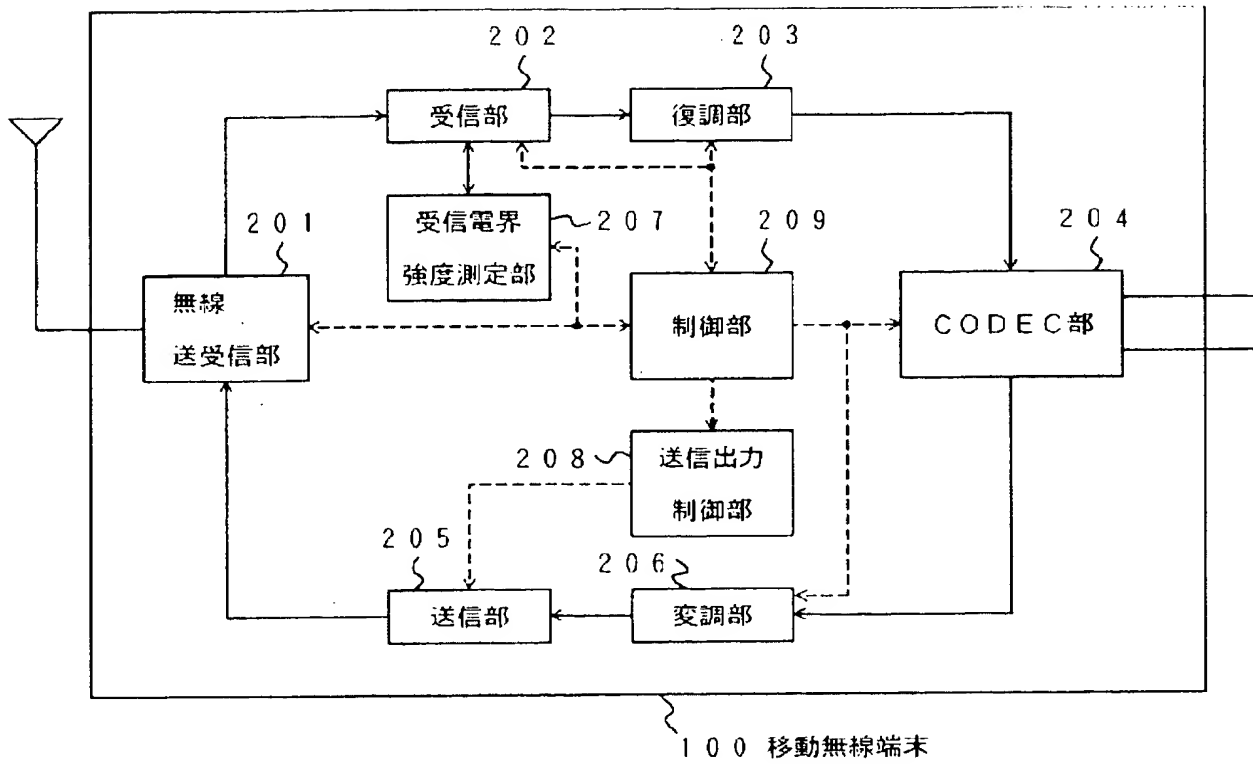 ２０２
２０３
受信部
復調部
２０１
受信電界
強度測定部
２０７
２０９
２０４
無線
送受信部
制御部
ＣＯＤＥＣ部
２０８
送信出力
制御部
２０５
２０６
送信部
変調部
１００ 移動無線端末